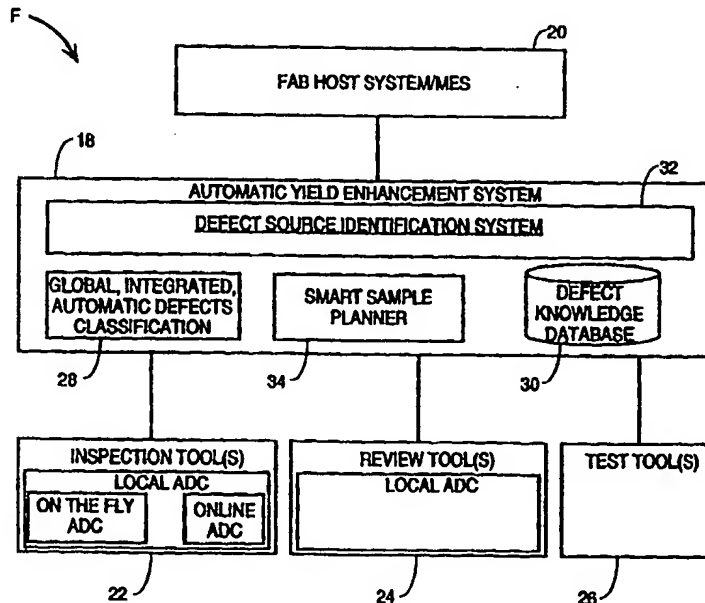 F
20
FAB HOST SYSTEM/MES
18
32
AUTOMATIC YIELD ENHANCEMENT SYSTEM
DEFECT SOURCE IDENTIFICATION SYSTEM
GLOBAL, INTEGRATED,
AUTOMATIC DEFECTS
CLASSIFICATION
SMART SAMPLE
PLANNER
DEFECT
KNOWLEDGE
DATABASE
28
34
30
INSPECTION TOOL(S)
LOCAL ADC
ON THE FLY
ADC
ONLINE
ADC
REVIEW TOOL(S)
LOCAL ADC
TEST TOOL(S)
22
24
26